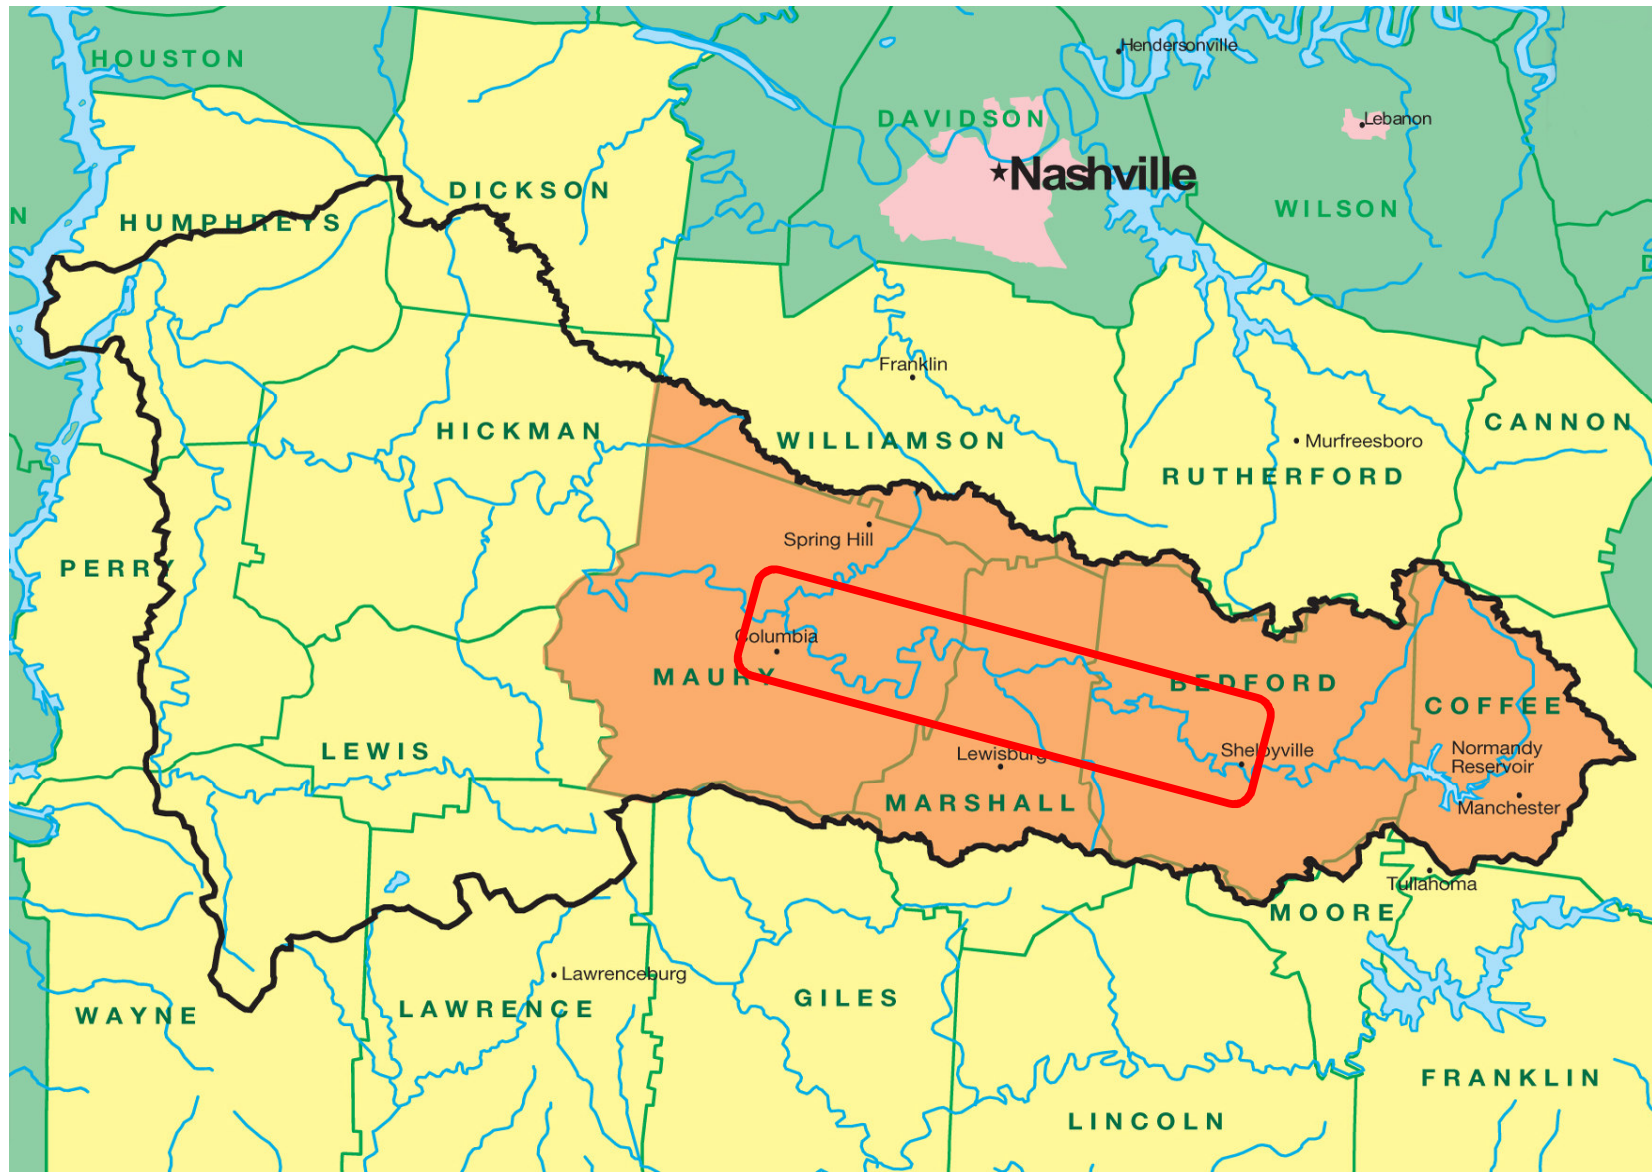 Hendersonville
HOUSTON
DAVIDSON
Lebanon
Nashville
DICKSON
WILSON
N
HUMPHREYS
D
Franklin
CANNON
HICKMAN
WILLIAMSON
Murfreesboro
RUTHERFORD
Spring Hill
PERRY
Columbia
MAURY
BEDFORD
COFFEE
LEWIS
Lewisburg
Shelbyville
Normandy
Reservoir
MARSHALL
Manchester
Tullahoma
MOORE
Lawrenceburg
GILES
WAYNE
LAWRENCE
FRANKLIN
LINCOLN